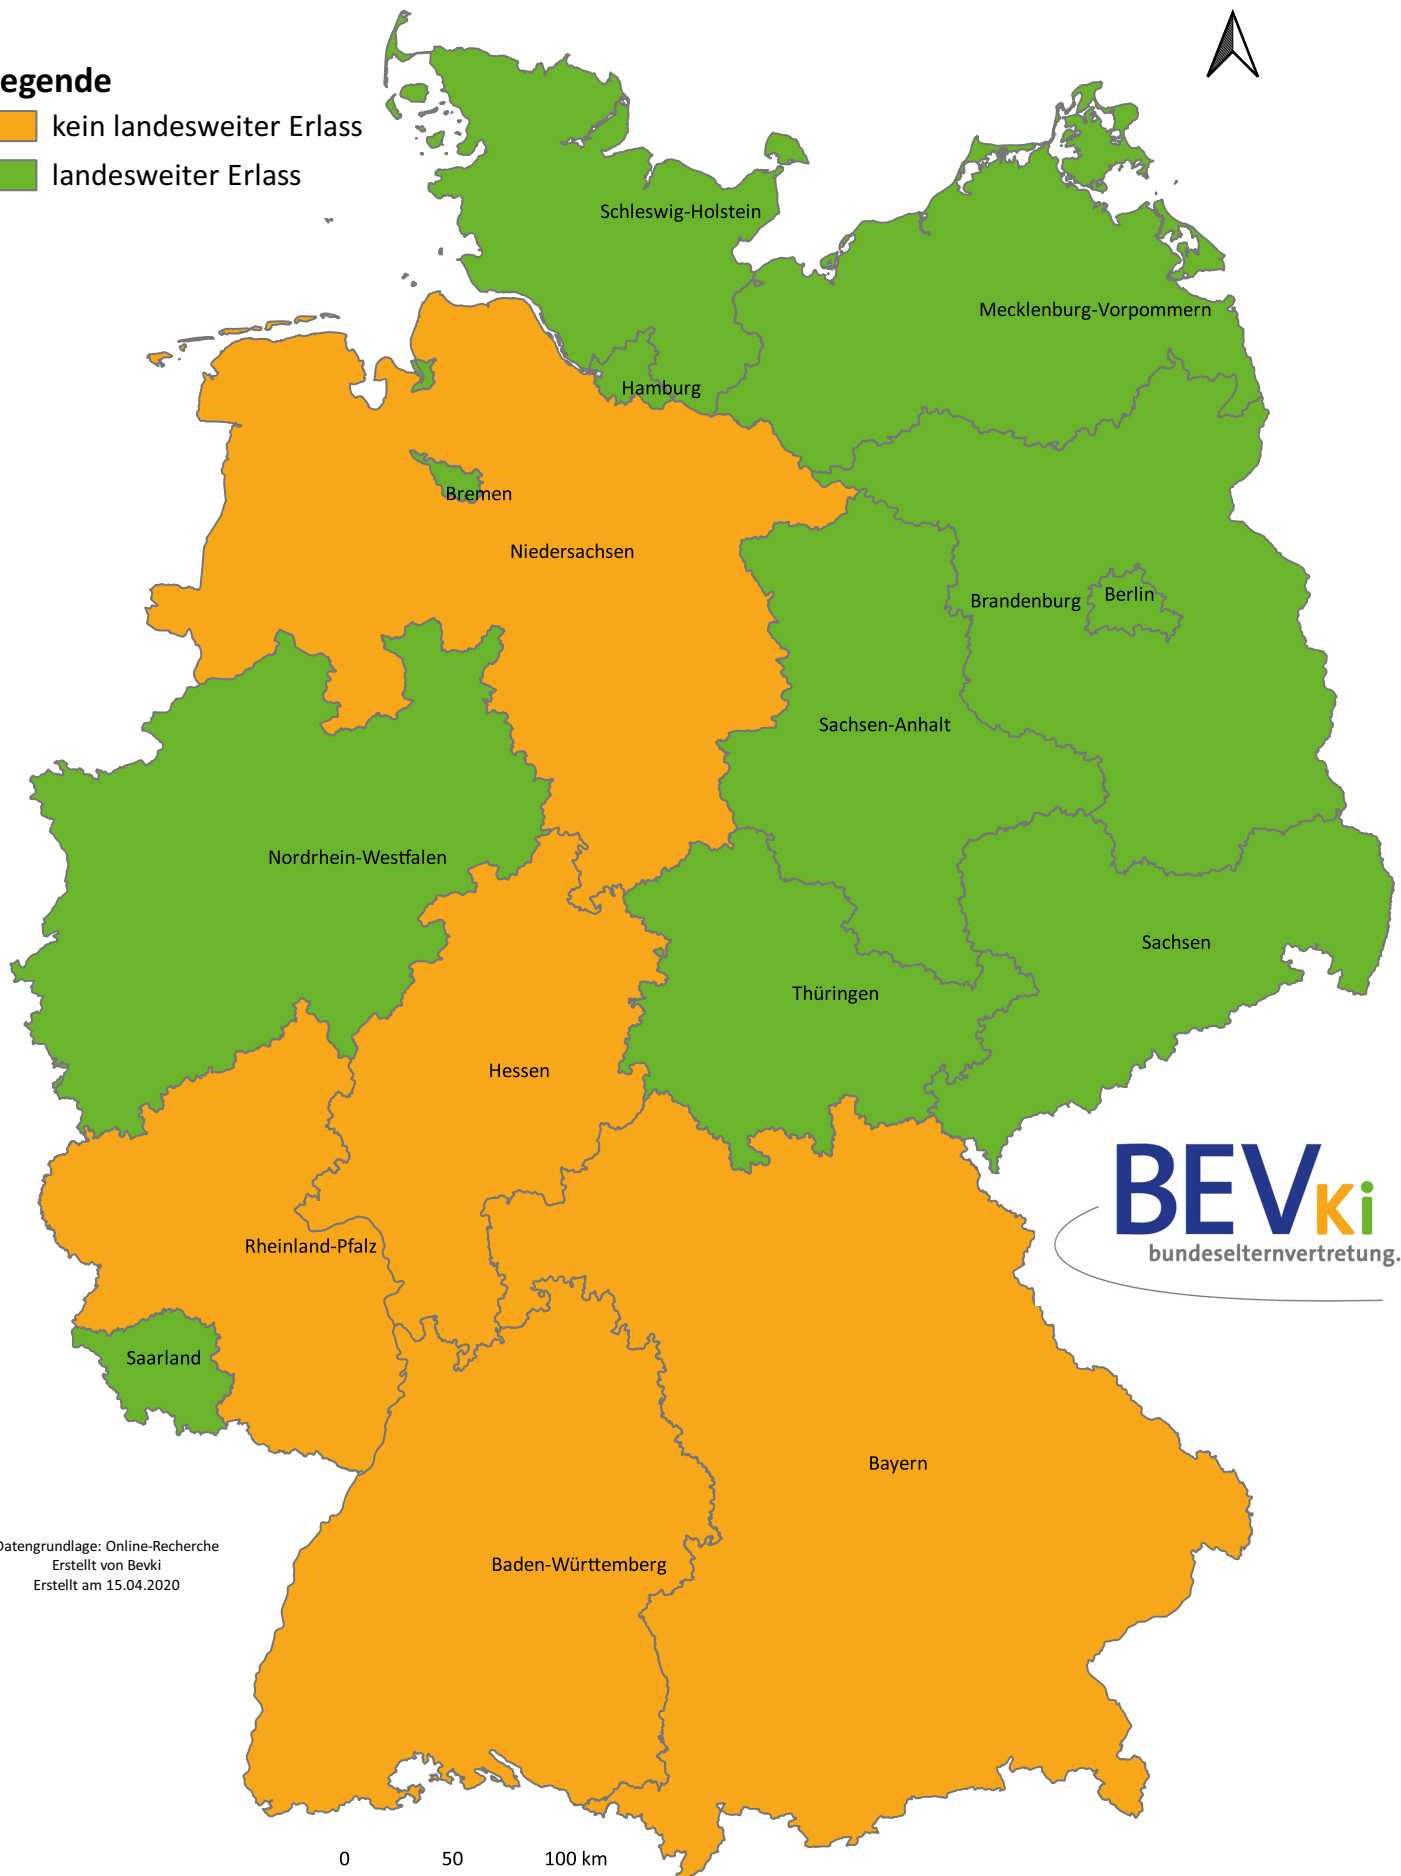 egende
kein landesweiter Erlass
landesweiter Erlass
Schleswig-Holstein
Mecklenburg-Vorpommern
Hamburg
Bremen
Niedersachsen
Brandenburg
Berlin
Sachsen-Anhalt
Nordrhein-Westfalen
Sachsen
Thüringen
Hessen
BEVKi
bundeselternvertretung.
Rheinland-Pfalz
Saarland
Bayern
Datengrundlage: Online-Recherche
Erstellt von Bevki
Erstellt am 15.04.2020
Baden-Württemberg
0 50 100 km